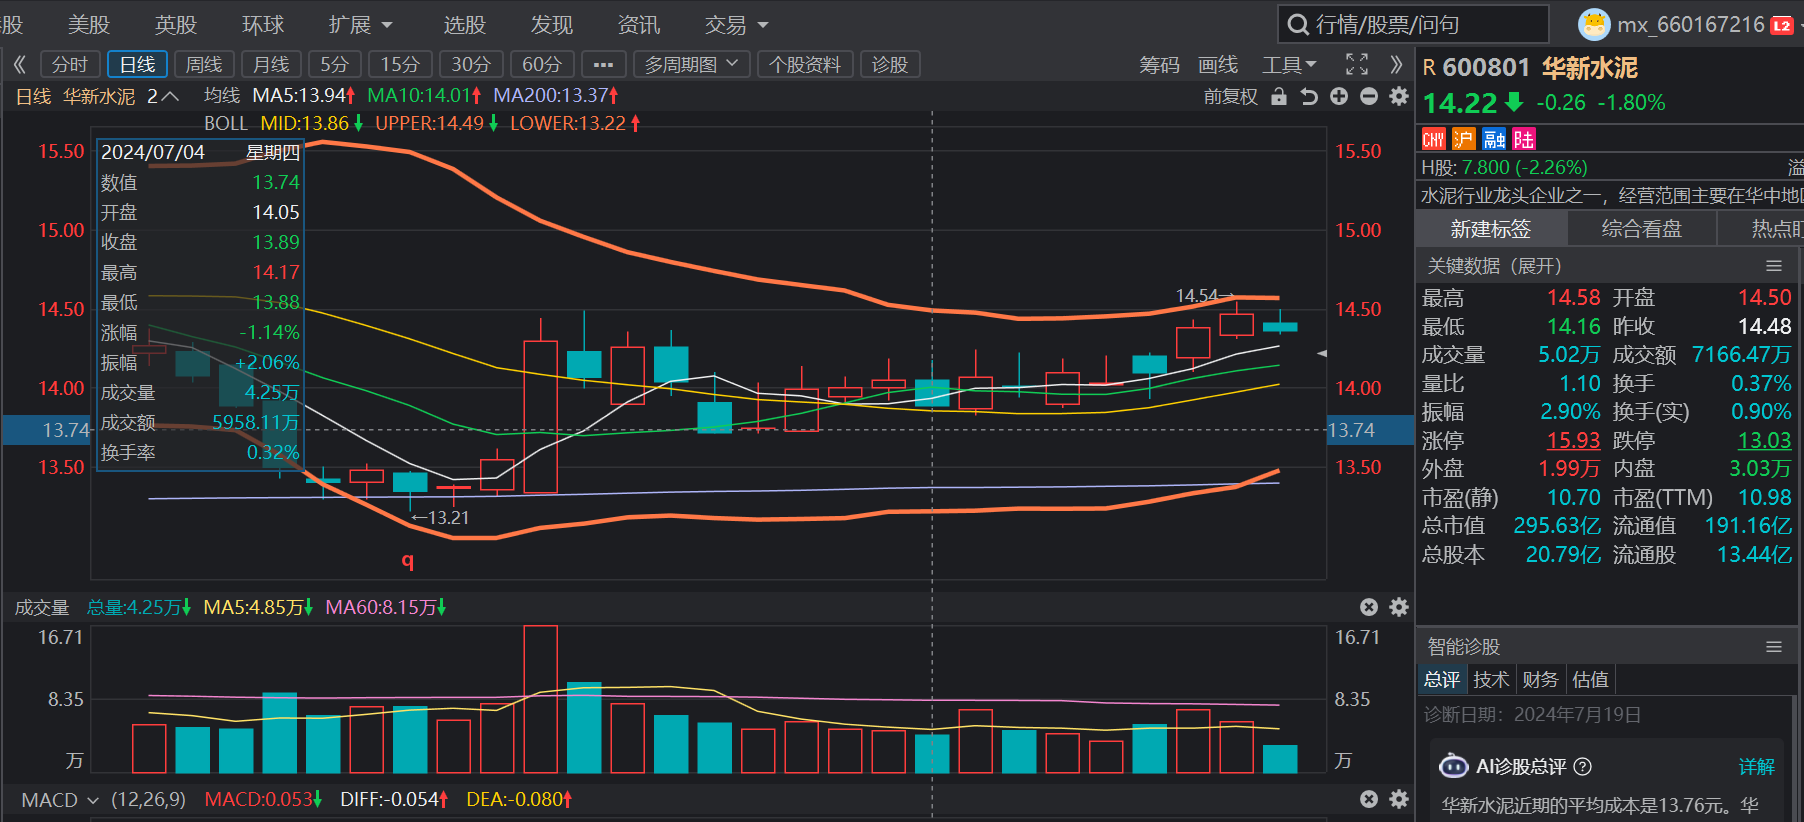 股 美股 英股 环球 扩展 选股 发现 资讯 交易 行情/股票/问句 mx_660167216 L2
分时 日线 周线 月线 5分 15分 30分 60分 ••• 多周期图 个股资料 诊股 筹码 画线 工具
日线 华新水泥 2 均线 MA5:13.94↑ MA10:14.01↑ MA200:13.37↑ 前复权
BOLL MID:13.86↓ UPPER:14.49↓ LOWER:13.22↑
R 600801 华新水泥
14.22↓ -0.26 -1.80%
CNY 沪 融 陆
H股: 7.800 (-2.26%) 溢
水泥行业龙头企业之一，经营范围主要在华中地区
新建标签 综合看盘 热点盯
15.50 15.50
15.00 15.00
14.50 14.50
14.00 14.00
13.74 13.74
13.50 13.50
2024/07/04 星期四
数值 13.74
开盘 14.05
收盘 13.89
最高 14.17
最低 13.88
涨幅 -1.14%
振幅 +2.06%
成交量 4.25万
成交额 5958.11万
换手率 0.32%
14.54→
←13.21
q
关键数据（展开）
最高 14.58 开盘 14.50
最低 14.16 昨收 14.48
成交量 5.02万 成交额 7166.47万
量比 1.10 换手 0.37%
振幅 2.90% 换手(实) 0.90%
涨停 15.93 跌停 13.03
外盘 1.99万 内盘 3.03万
市盈(静) 10.70 市盈(TTM) 10.98
总市值 295.63亿 流通值 191.16亿
总股本 20.79亿 流通股 13.44亿
成交量 总量:4.25万↓ MA5:4.85万↓ MA60:8.15万↓
16.71 16.71
8.35 8.35
万 万
MACD (12,26,9) MACD:0.053↓ DIFF:-0.054↑ DEA:-0.080↑
智能诊股
总评 技术 财务 估值
诊断日期：2024年7月19日
AI诊股总评 ? 详解
华新水泥近期的平均成本是13.76元。华